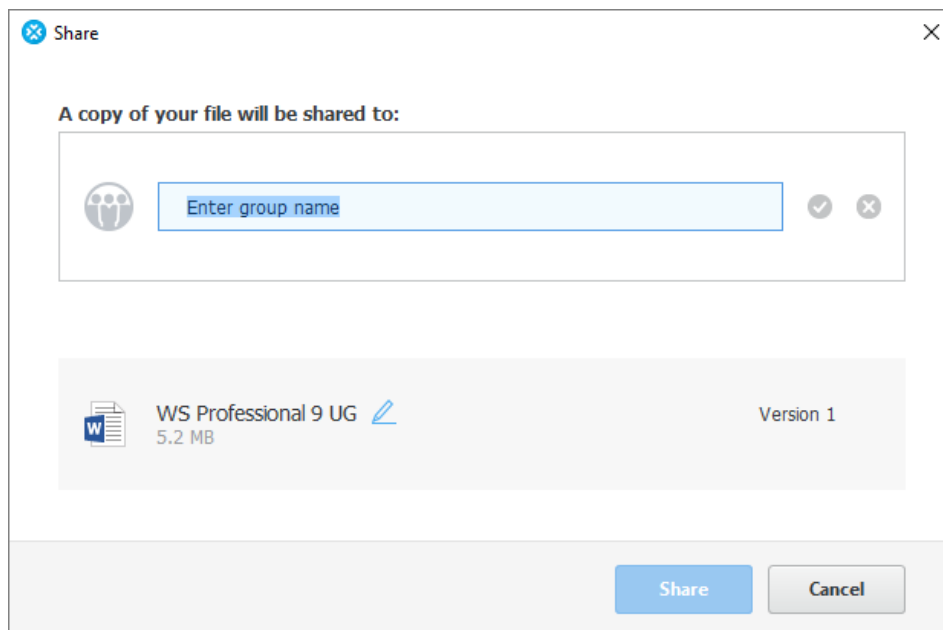 Share
A copy of your file will be shared to:
Enter group name
W
WS Professional 9 UG
5.2 MB
Version 1
Share
Cancel